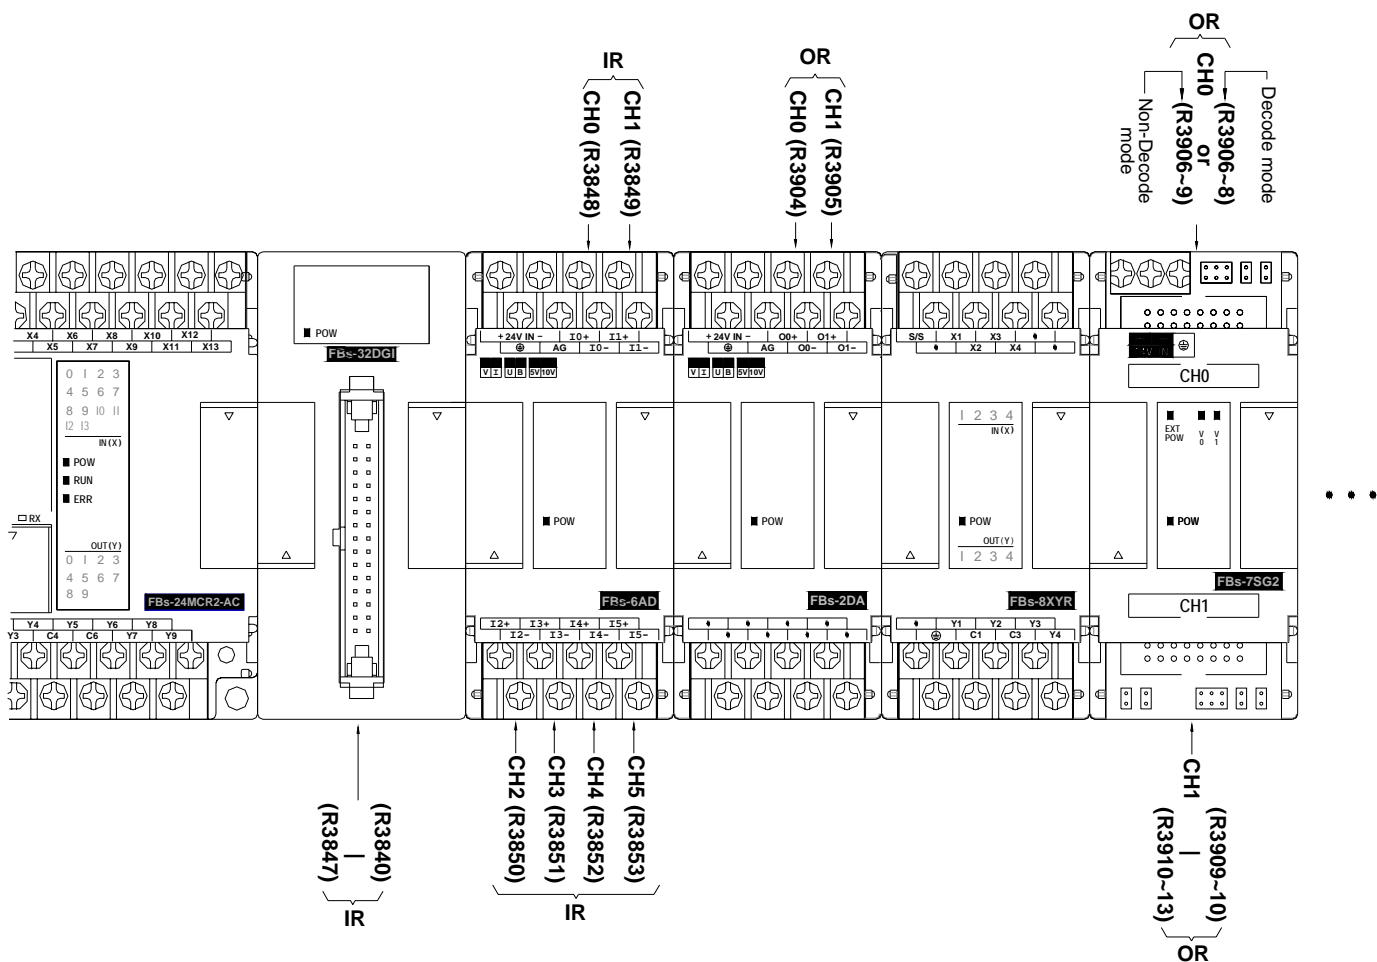 OR
CH0
(R3906~8)
or
(R3906~9)
Decode mode
Non-Decode
mode
IR
CH0 (R3848)
CH1 (R3849)
OR
CH0 (R3904)
CH1 (R3905)
X4 X6 X8 X10 X12
X5 X7 X9 X11 X13
0 1 2 3
4 5 6 7
8 9 10 11
12 13
IN(X)
POW
RUN
ERR
RX
OUT(Y)
0 1 2 3
4 5 6 7
8 9
FBs-24MCR2-AC
Y4 Y5 Y6 Y8
Y3 C4 C6 Y7 Y9
POW
FBs-32DGI
+24V IN - I0+ I1+
AG I0- I1-
V I U B 5V 10V
POW
FBs-6AD
I2+ I3+ I4+ I5+
I2- I3- I4- I5-
+24V IN - O0+ O1+
AG O0- O1-
V I U B 5V 10V
POW
FBs-2DA
S/S X1 X3
X2 X4
1 2 3 4
IN(X)
POW
OUT(Y)
1 2 3 4
FBs-8XYR
Y1 Y2 Y3
C1 C3 Y4
CH0
EXT
POW
V
0
V
1
POW
FBs-7SG2
CH1
(R3840)
(R3847)
IR
CH2 (R3850)
CH3 (R3851)
CH4 (R3852)
CH5 (R3853)
IR
CH1
(R3909~10)
(R3910~13)
OR